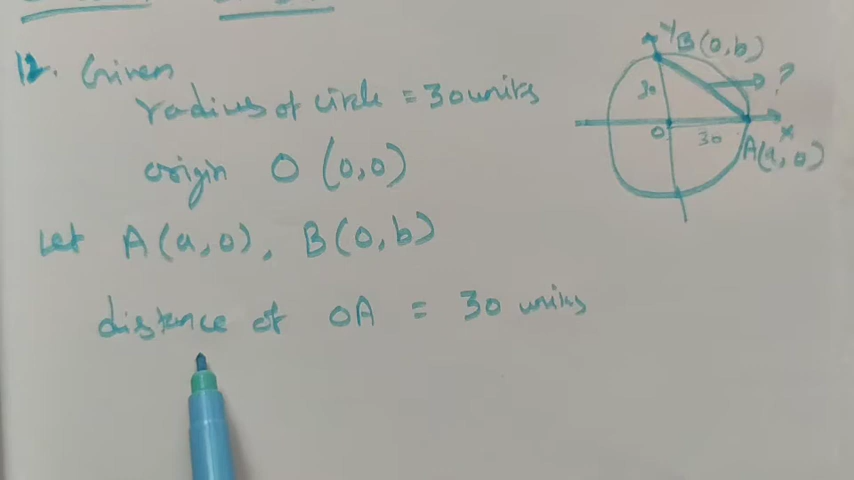 12. Given
radius of circle = 30 units
origin O (0,0)
Let A(a,0), B(0,b)
distance of OA = 30 units
Y
B(0,b)
30
?
O
30
X
A(a,0)